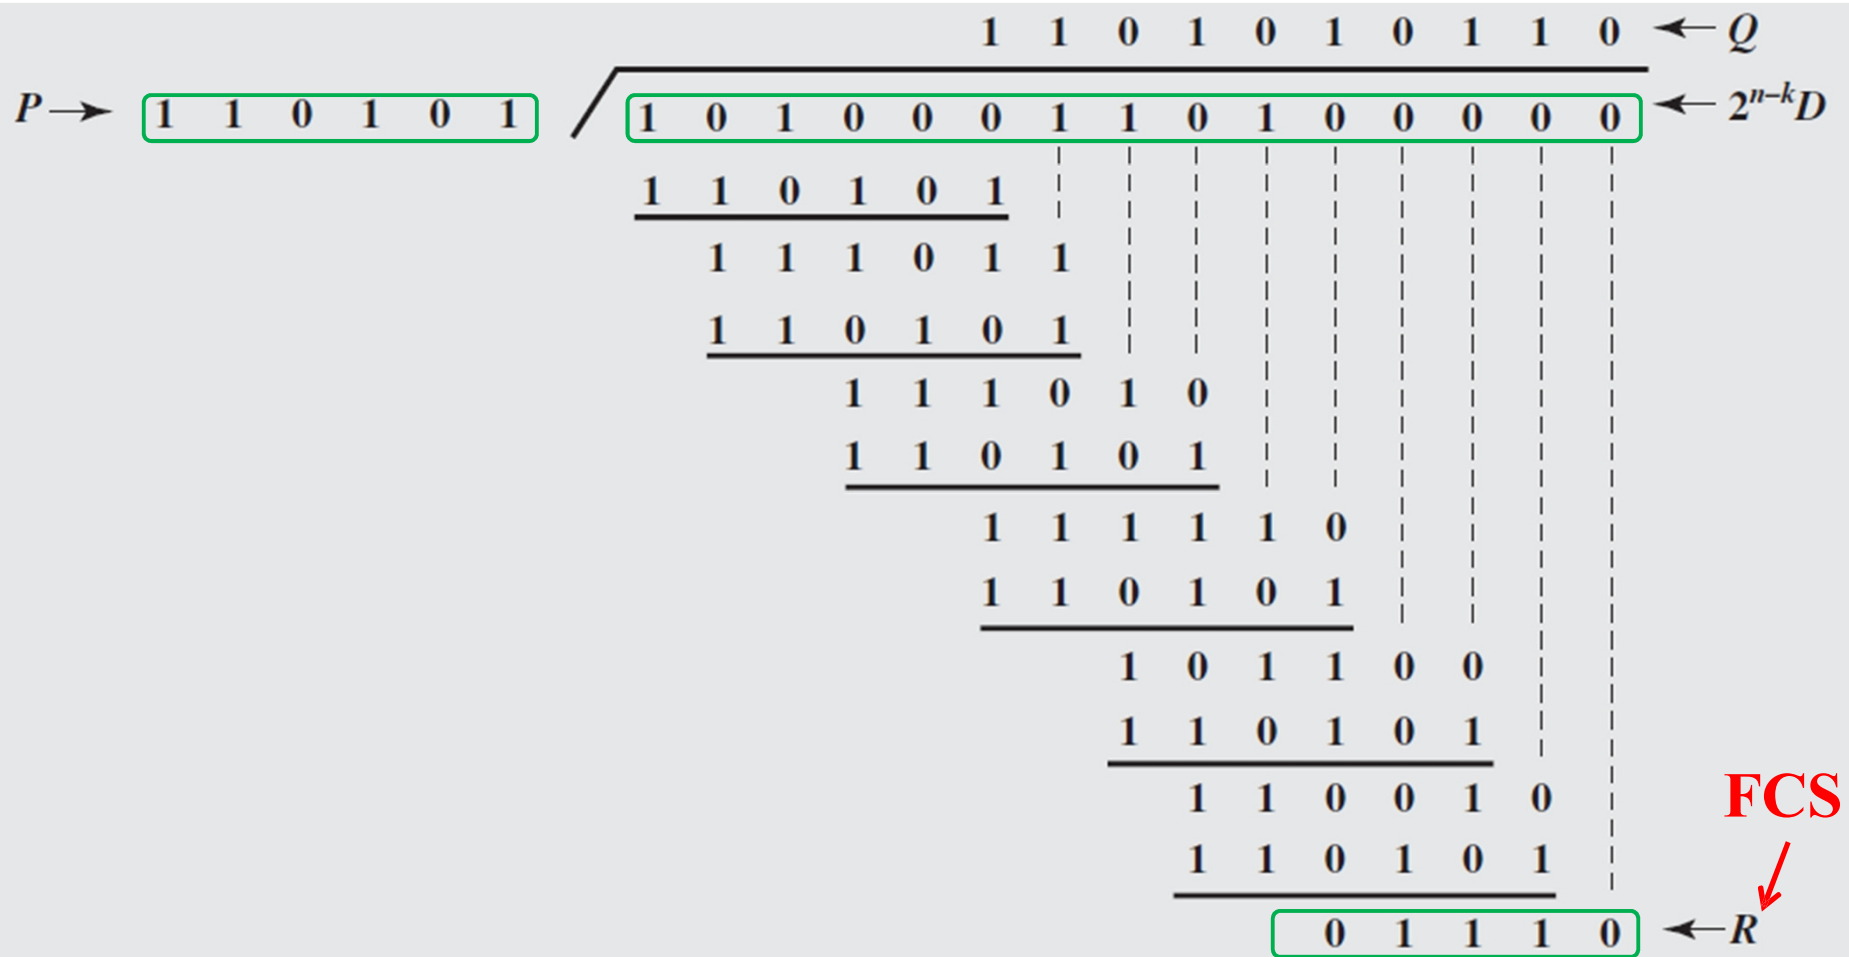 1 1 0 1 0 1 0 1 1 0 ← Q
P → 1 1 0 1 0 1 / 1 0 1 0 0 0 1 1 0 1 0 0 0 0 0 ← 2^{n–k}D
1 1 0 1 0 1
1 1 1 0 1 1
1 1 0 1 0 1
1 1 1 0 1 0
1 1 0 1 0 1
1 1 1 1 1 0
1 1 0 1 0 1
1 0 1 1 0 0
1 1 0 1 0 1
1 1 0 0 1 0
FCS
1 1 0 1 0 1
0 1 1 1 0 ← R